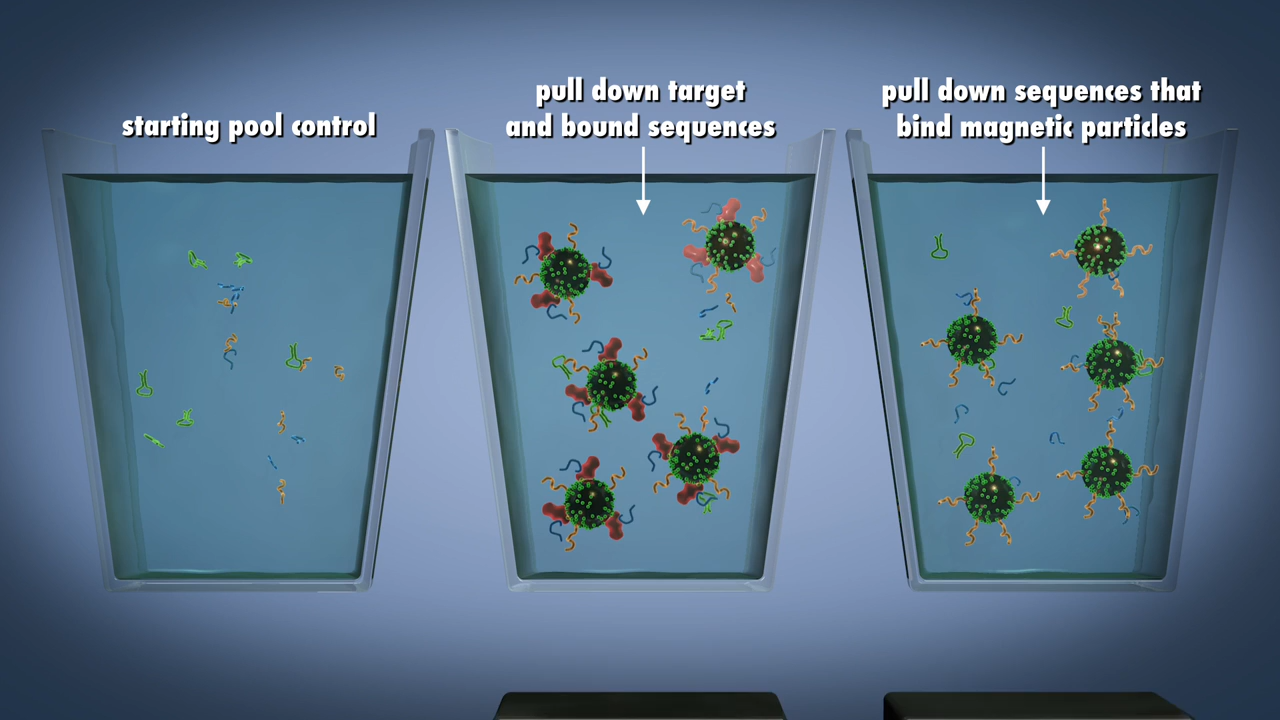 starting pool control
pull down target
and bound sequences
pull down sequences that
bind magnetic particles